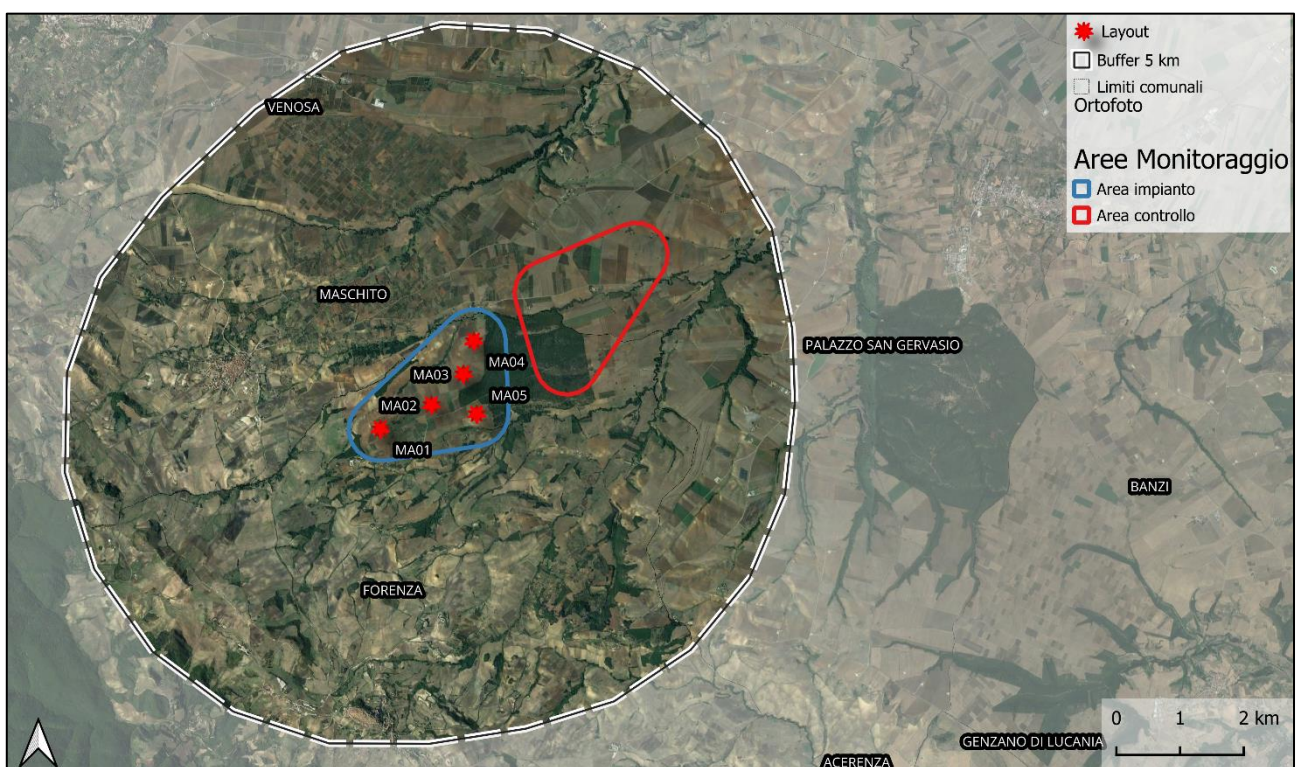 Layout
Buffer 5 km
Limiti comunali
Ortofoto
Aree Monitoraggio
Area impianto
Area controllo
VENOSA
MASCHITO
PALAZZO SAN GERVASIO
MA04
MA03
MA02
MA05
MA01
BANZI
FORENZA
0 1 2 km
GENZANO DI LUCANIA
ACERENZA